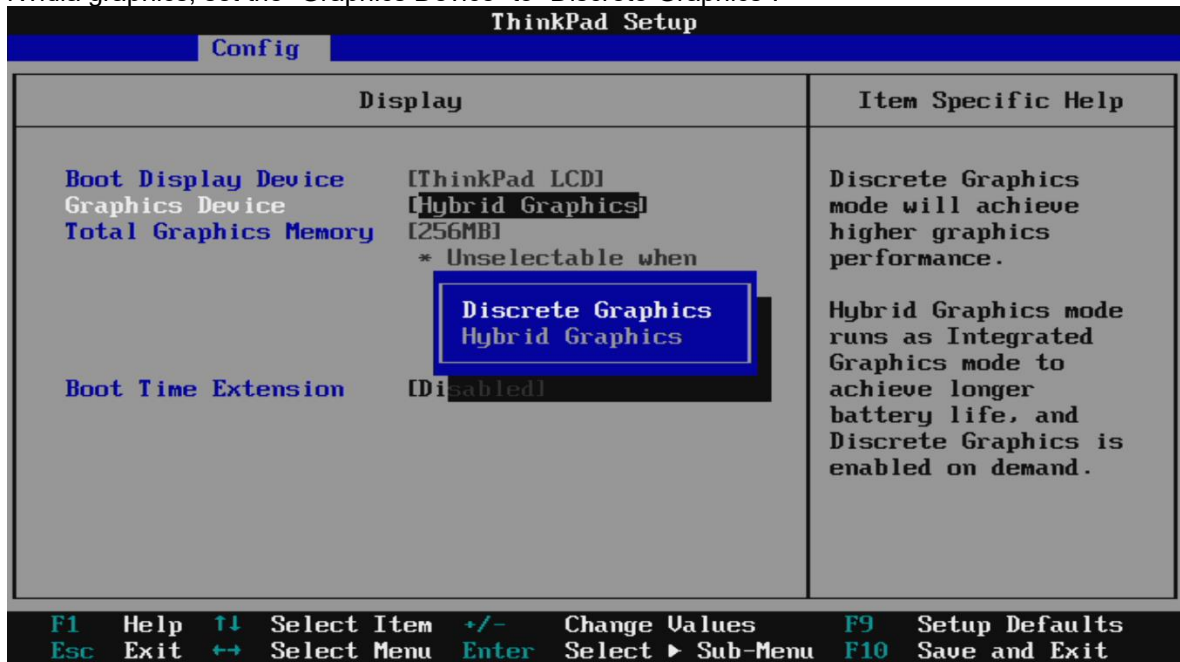 ThinkPad Setup
Config
Display
Item Specific Help
Boot Display Device [ThinkPad LCD]
Graphics Device [Hybrid Graphics]
Total Graphics Memory [256MB]
* Unselectable when
Discrete Graphics
Hybrid Graphics
Boot Time Extension [Disabled]
Discrete Graphics
mode will achieve
higher graphics
performance.
Hybrid Graphics mode
runs as Integrated
Graphics mode to
achieve longer
battery life, and
Discrete Graphics is
enabled on demand.
F1 Help ↑↓ Select Item +/- Change Values F9 Setup Defaults
Esc Exit ←→ Select Menu Enter Select ▶ Sub-Menu F10 Save and Exit